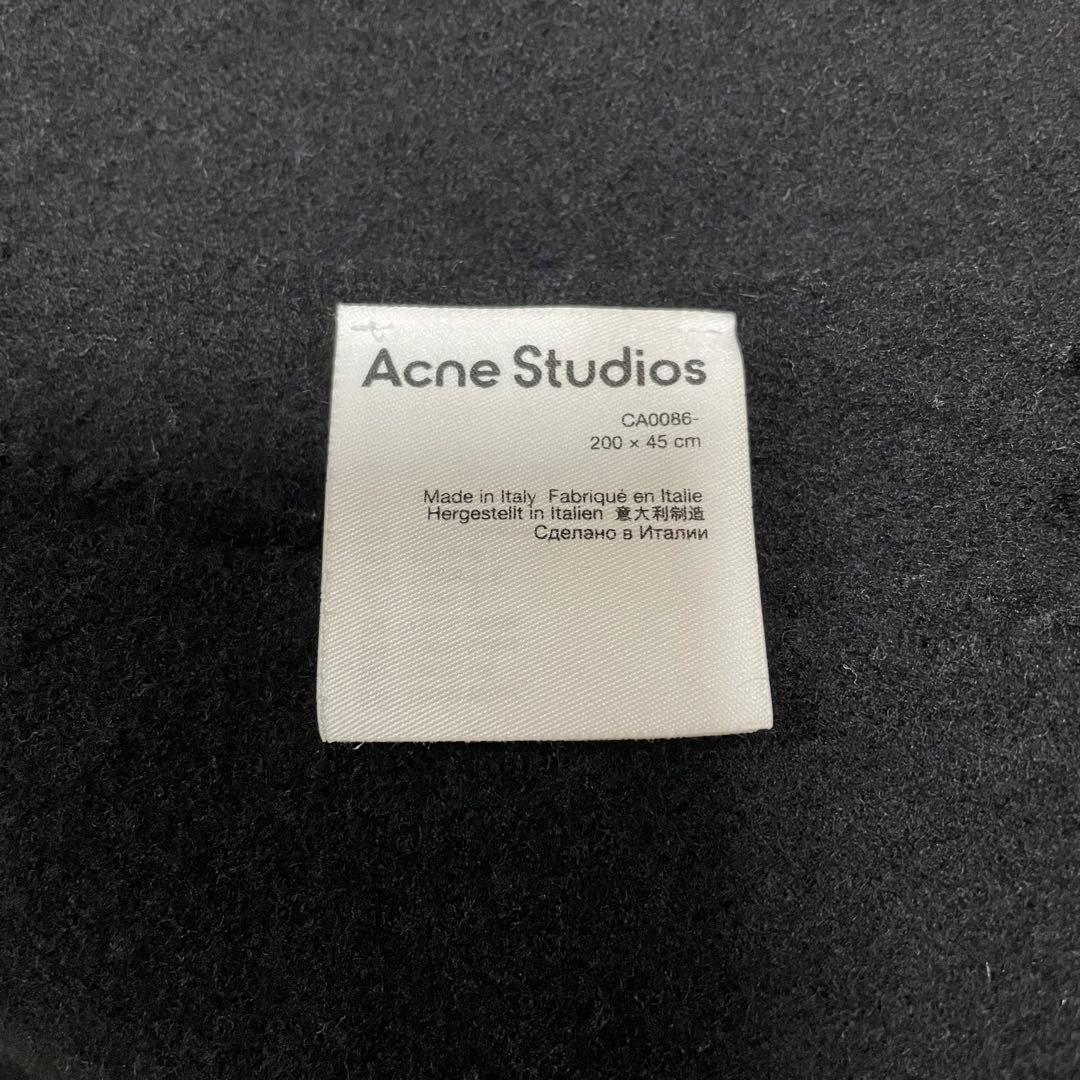 Acne Studios
CA0086-
200 × 45 cm
Made in Italy Fabriqué en Italie
Hergestellt in Italien 意大利制造
Сделано в Италии